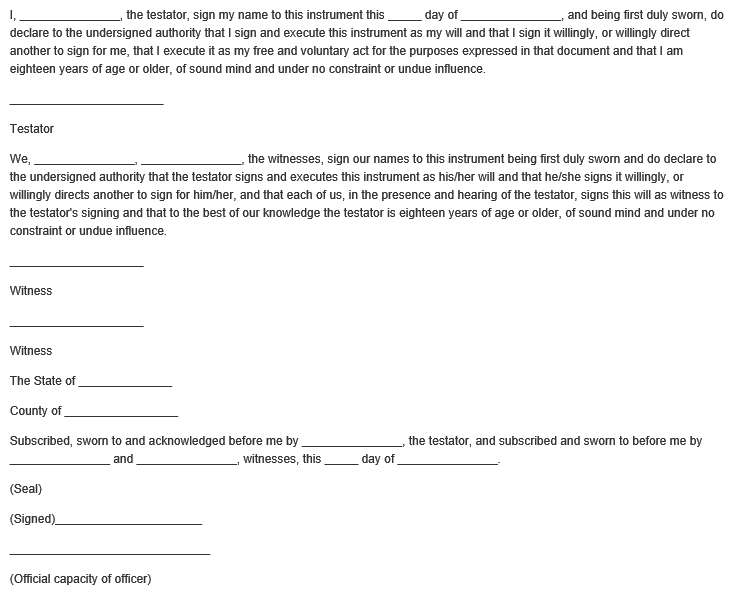 I, _______________, the testator, sign my name to this instrument this _____ day of _______________, and being first duly sworn, do
declare to the undersigned authority that I sign and execute this instrument as my will and that I sign it willingly, or willingly direct
another to sign for me, that I execute it as my free and voluntary act for the purposes expressed in that document and that I am
eighteen years of age or older, of sound mind and under no constraint or undue influence.
_______________________
Testator
We, _______________, _______________, the witnesses, sign our names to this instrument being first duly sworn and do declare to
the undersigned authority that the testator signs and executes this instrument as his/her will and that he/she signs it willingly, or
willingly directs another to sign for him/her, and that each of us, in the presence and hearing of the testator, signs this will as witness to
the testator's signing and that to the best of our knowledge the testator is eighteen years of age or older, of sound mind and under no
constraint or undue influence.
____________________
Witness
____________________
Witness
The State of ______________
County of _________________
Subscribed, sworn to and acknowledged before me by _______________, the testator, and subscribed and sworn to before me by
_______________ and _______________, witnesses, this _____ day of _______________.
(Seal)
(Signed)______________________
______________________________
(Official capacity of officer)